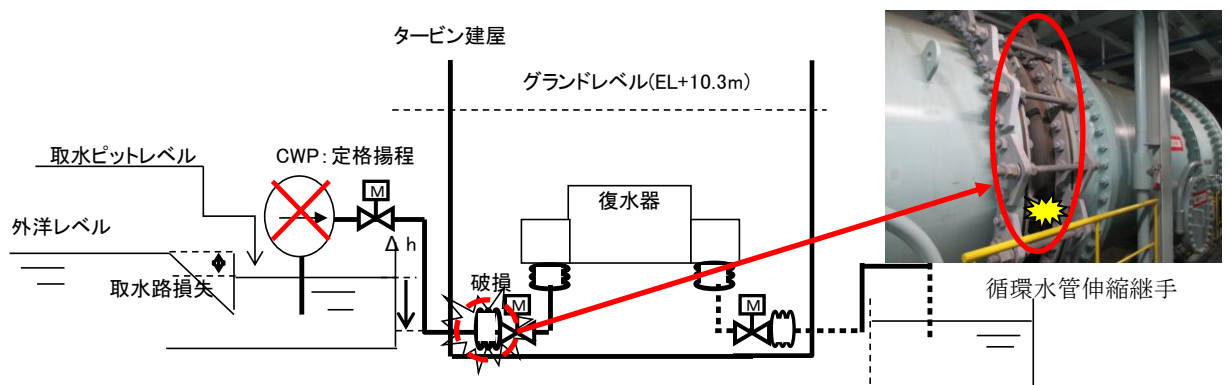 タービン建屋
グランドレベル(EL+10.3m)
取水ピットレベル
CWP:定格揚程
M
外洋レベル
Δh
復水器
取水路損失
破損
M
M
循環水管伸縮継手